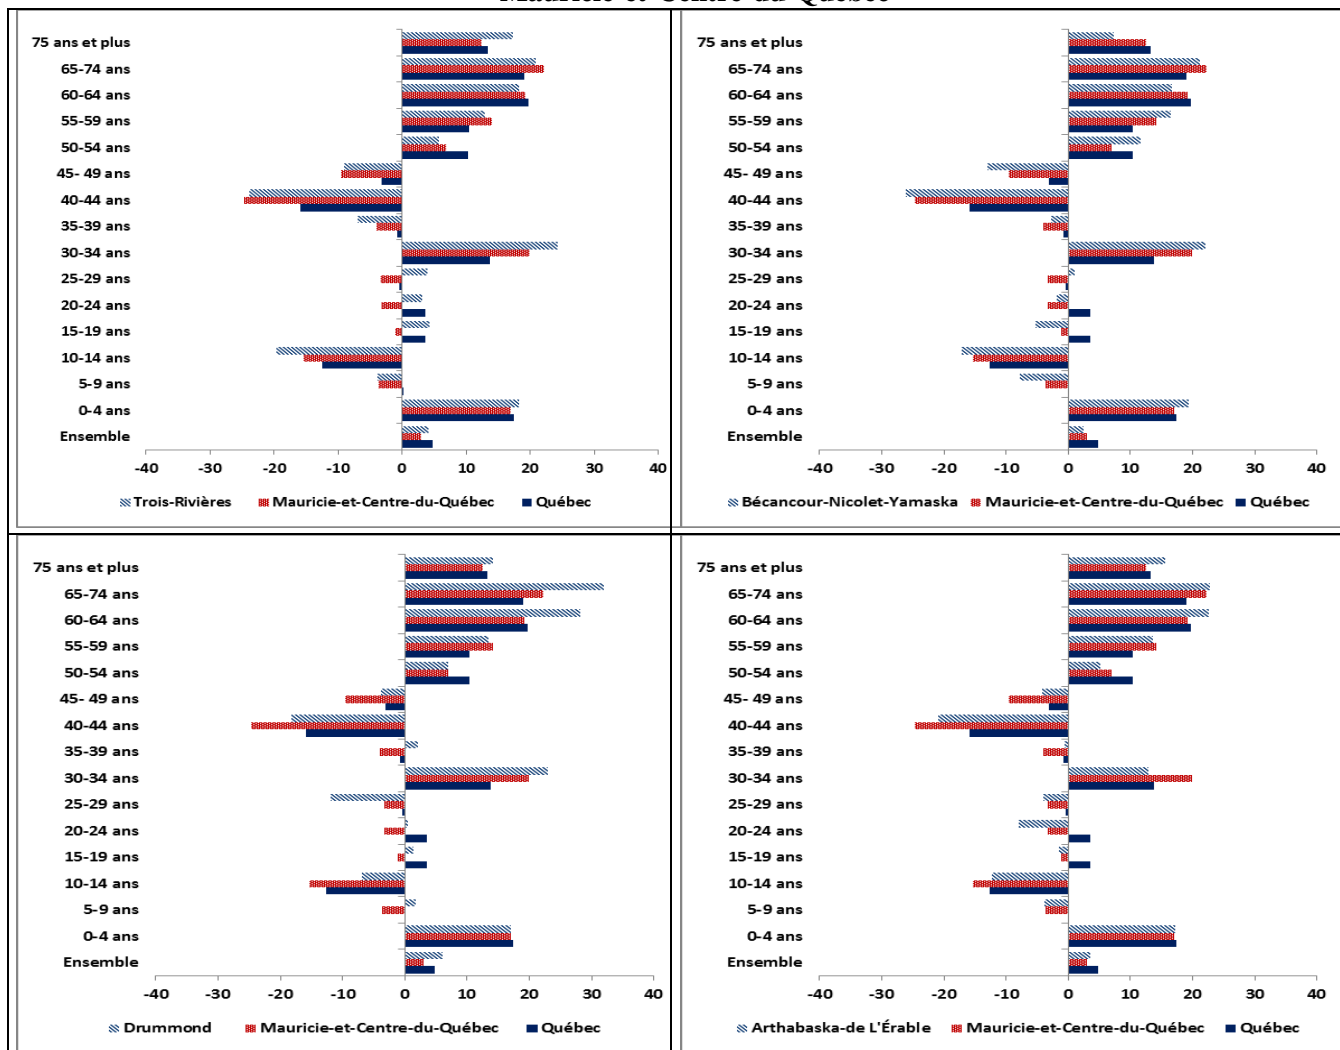 Mauricie-et-Centre-du-Québec
75 ans et plus
65-74 ans
60-64 ans
55-59 ans
50-54 ans
45- 49 ans
40-44 ans
35-39 ans
30-34 ans
25-29 ans
20-24 ans
15-19 ans
10-14 ans
5-9 ans
0-4 ans
Ensemble
-40 -30 -20 -10 0 10 20 30 40
Trois-Rivières Mauricie-et-Centre-du-Québec Québec
75 ans et plus
65-74 ans
60-64 ans
55-59 ans
50-54 ans
45- 49 ans
40-44 ans
35-39 ans
30-34 ans
25-29 ans
20-24 ans
15-19 ans
10-14 ans
5-9 ans
0-4 ans
Ensemble
-40 -30 -20 -10 0 10 20 30 40
Bécancour-Nicolet-Yamaska Mauricie-et-Centre-du-Québec Québec
75 ans et plus
65-74 ans
60-64 ans
55-59 ans
50-54 ans
45- 49 ans
40-44 ans
35-39 ans
30-34 ans
25-29 ans
20-24 ans
15-19 ans
10-14 ans
5-9 ans
0-4 ans
Ensemble
-40 -30 -20 -10 0 10 20 30 40
Drummond Mauricie-et-Centre-du-Québec Québec
75 ans et plus
65-74 ans
60-64 ans
55-59 ans
50-54 ans
45- 49 ans
40-44 ans
35-39 ans
30-34 ans
25-29 ans
20-24 ans
15-19 ans
10-14 ans
5-9 ans
0-4 ans
Ensemble
-40 -30 -20 -10 0 10 20 30 40
Arthabaska-de L'Érable Mauricie-et-Centre-du-Québec Québec